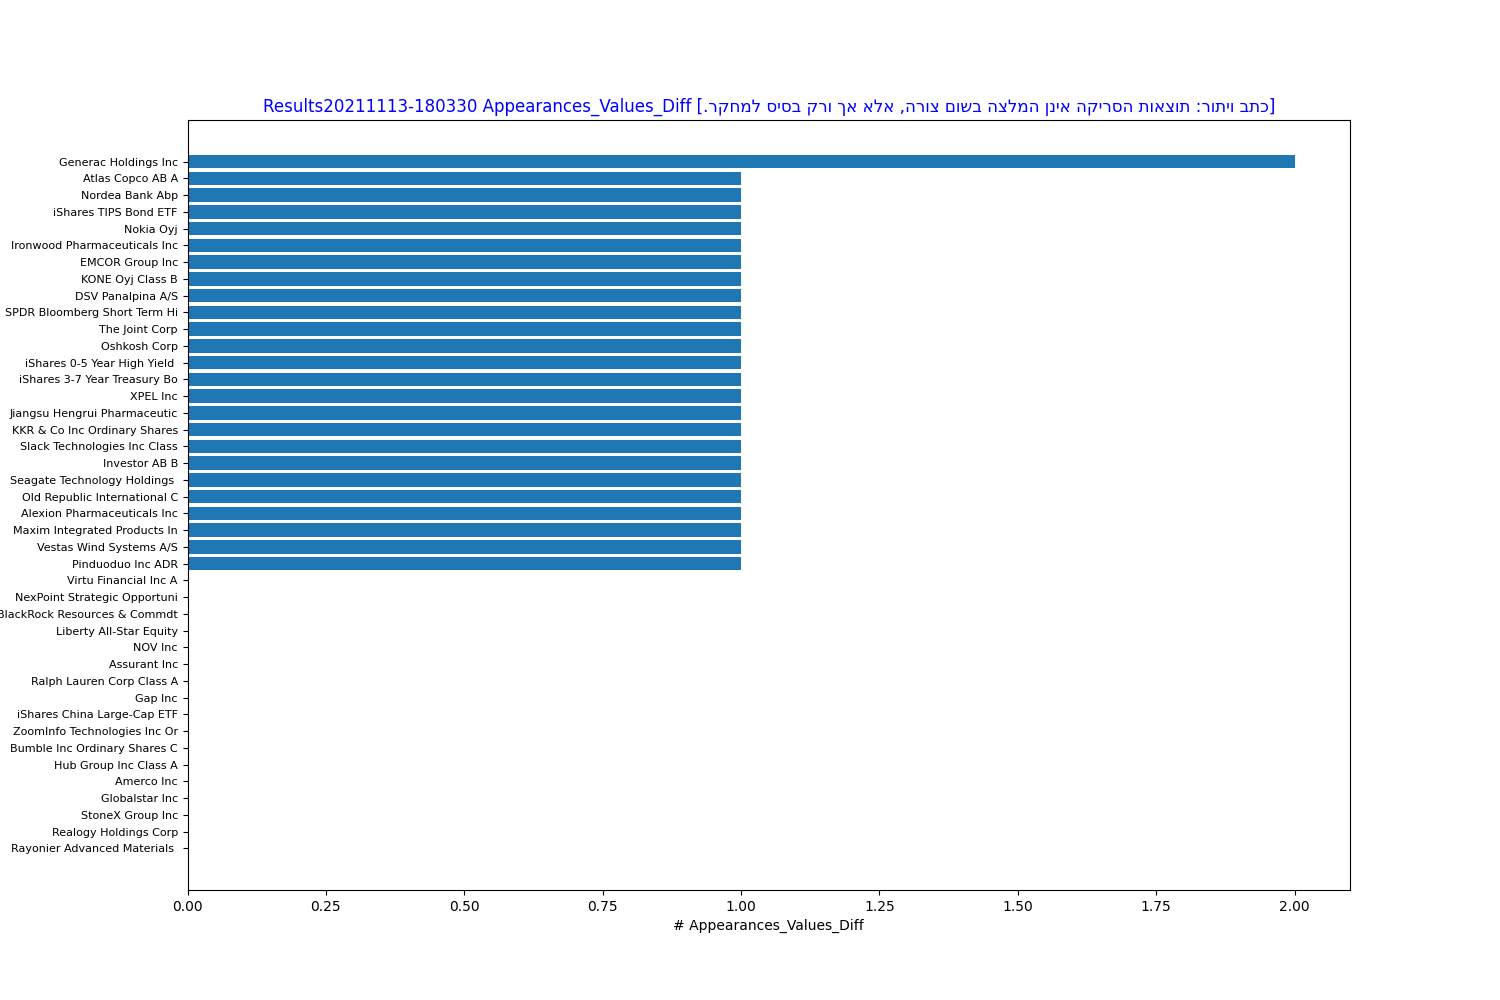 Results20211113-180330 Appearances_Values_Diff [כתב ויתור: תוצאות הסריקה אינן המלצה בשום צורה, אלא אך ורק בסיס למחקר.]
Generac Holdings Inc
Atlas Copco AB A
Nordea Bank Abp
iShares TIPS Bond ETF
Nokia Oyj
Ironwood Pharmaceuticals Inc
EMCOR Group Inc
KONE Oyj Class B
DSV Panalpina A/S
SPDR Bloomberg Short Term Hi
The Joint Corp
Oshkosh Corp
iShares 0-5 Year High Yield
iShares 3-7 Year Treasury Bo
XPEL Inc
Jiangsu Hengrui Pharmaceutic
KKR & Co Inc Ordinary Shares
Slack Technologies Inc Class
Investor AB B
Seagate Technology Holdings
Old Republic International C
Alexion Pharmaceuticals Inc
Maxim Integrated Products In
Vestas Wind Systems A/S
Pinduoduo Inc ADR
Virtu Financial Inc A
NexPoint Strategic Opportuni
BlackRock Resources & Commdt
Liberty All-Star Equity
NOV Inc
Assurant Inc
Ralph Lauren Corp Class A
Gap Inc
iShares China Large-Cap ETF
ZoomInfo Technologies Inc Or
Bumble Inc Ordinary Shares C
Hub Group Inc Class A
Amerco Inc
Globalstar Inc
StoneX Group Inc
Realogy Holdings Corp
Rayonier Advanced Materials
0.00 0.25 0.50 0.75 1.00 1.25 1.50 1.75 2.00
# Appearances_Values_Diff